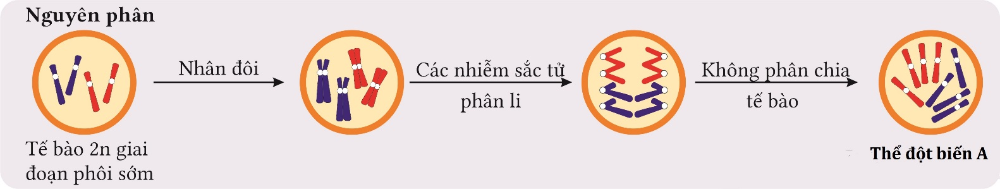 Nguyên phân
Nhân đôi
Các nhiễm sắc tử
phân li
Không phân chia
tế bào
Tế bào 2n giai
đoạn phôi sớm
Thể đột biến A